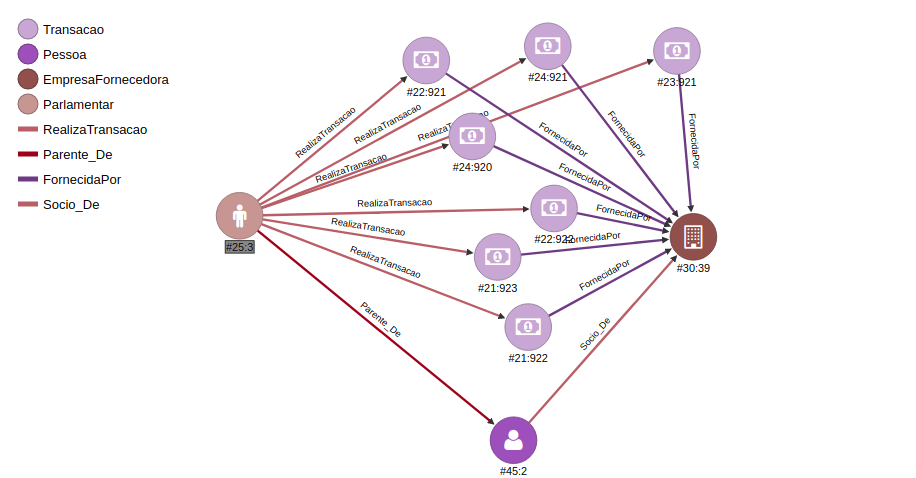 Transacao
Pessoa
EmpresaFornecedora
Parlamentar
RealizaTransacao
Parente_De
FornecidaPor
Socio_De
#22:921
#24:921
#23:921
RealizaTransacao
RealizaTransacao
FornecidaPor
FornecidaPor
FornecidaPor
#24:920
RealizaTransacao
FornecidaPor
RealizaTransacao
FornecidaPor
#22:922
RealizaTransacao
FornecidaPor
#25:3
#30:39
RealizaTransacao
FornecidaPor
#21:923
Parente_De
Socio_De
#21:922
#45:2